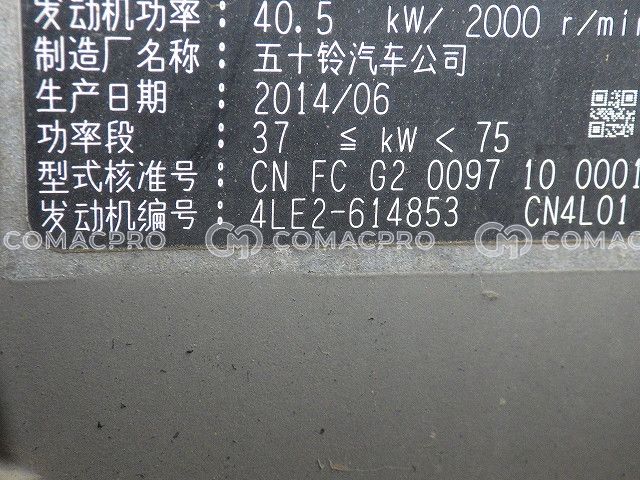 发动机功率： 40.5 kW/ 2000 r/min
制造厂名称： 五十铃汽车公司
生产日期： 2014/06
功率段： 37 ≦ kW < 75
型式核准号： CN FC G2 0097 10 0001
发动机编号： 4LE2-614853 CN4L01
COMACPRO COMACPRO COMACPRO